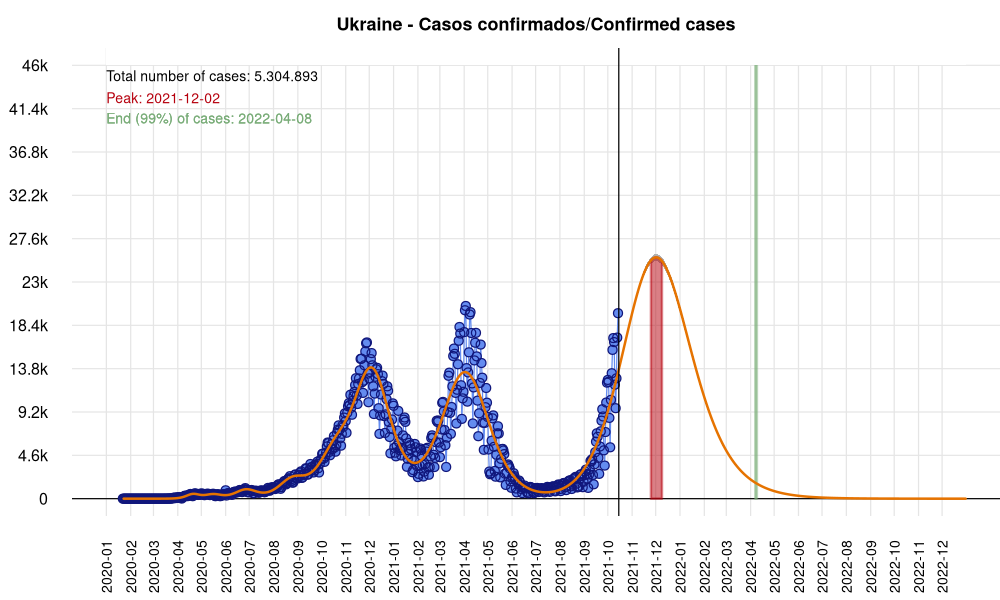 Ukraine - Casos confirmados/Confirmed cases
Total number of cases: 5.304.893
Peak: 2021-12-02
End (99%) of cases: 2022-04-08
46k
41.4k
36.8k
32.2k
27.6k
23k
18.4k
13.8k
9.2k
4.6k
0
2020-01
2020-02
2020-03
2020-04
2020-05
2020-06
2020-07
2020-08
2020-09
2020-10
2020-11
2020-12
2021-01
2021-02
2021-03
2021-04
2021-05
2021-06
2021-07
2021-08
2021-09
2021-10
2021-11
2021-12
2022-01
2022-02
2022-03
2022-04
2022-05
2022-06
2022-07
2022-08
2022-09
2022-10
2022-11
2022-12